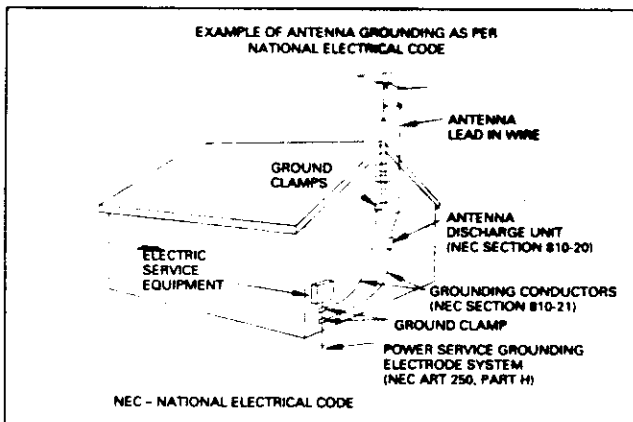 EXAMPLE OF ANTENNA GROUNDING AS PER
NATIONAL ELECTRICAL CODE
ANTENNA
LEAD IN WIRE
GROUND
CLAMPS
ANTENNA
DISCHARGE UNIT
(NEC SECTION 810-20)
ELECTRIC
SERVICE
EQUIPMENT
GROUNDING CONDUCTORS
(NEC SECTION 810-21)
GROUND CLAMP
POWER SERVICE GROUNDING
ELECTRODE SYSTEM
(NEC ART 250, PART H)
NEC – NATIONAL ELECTRICAL CODE